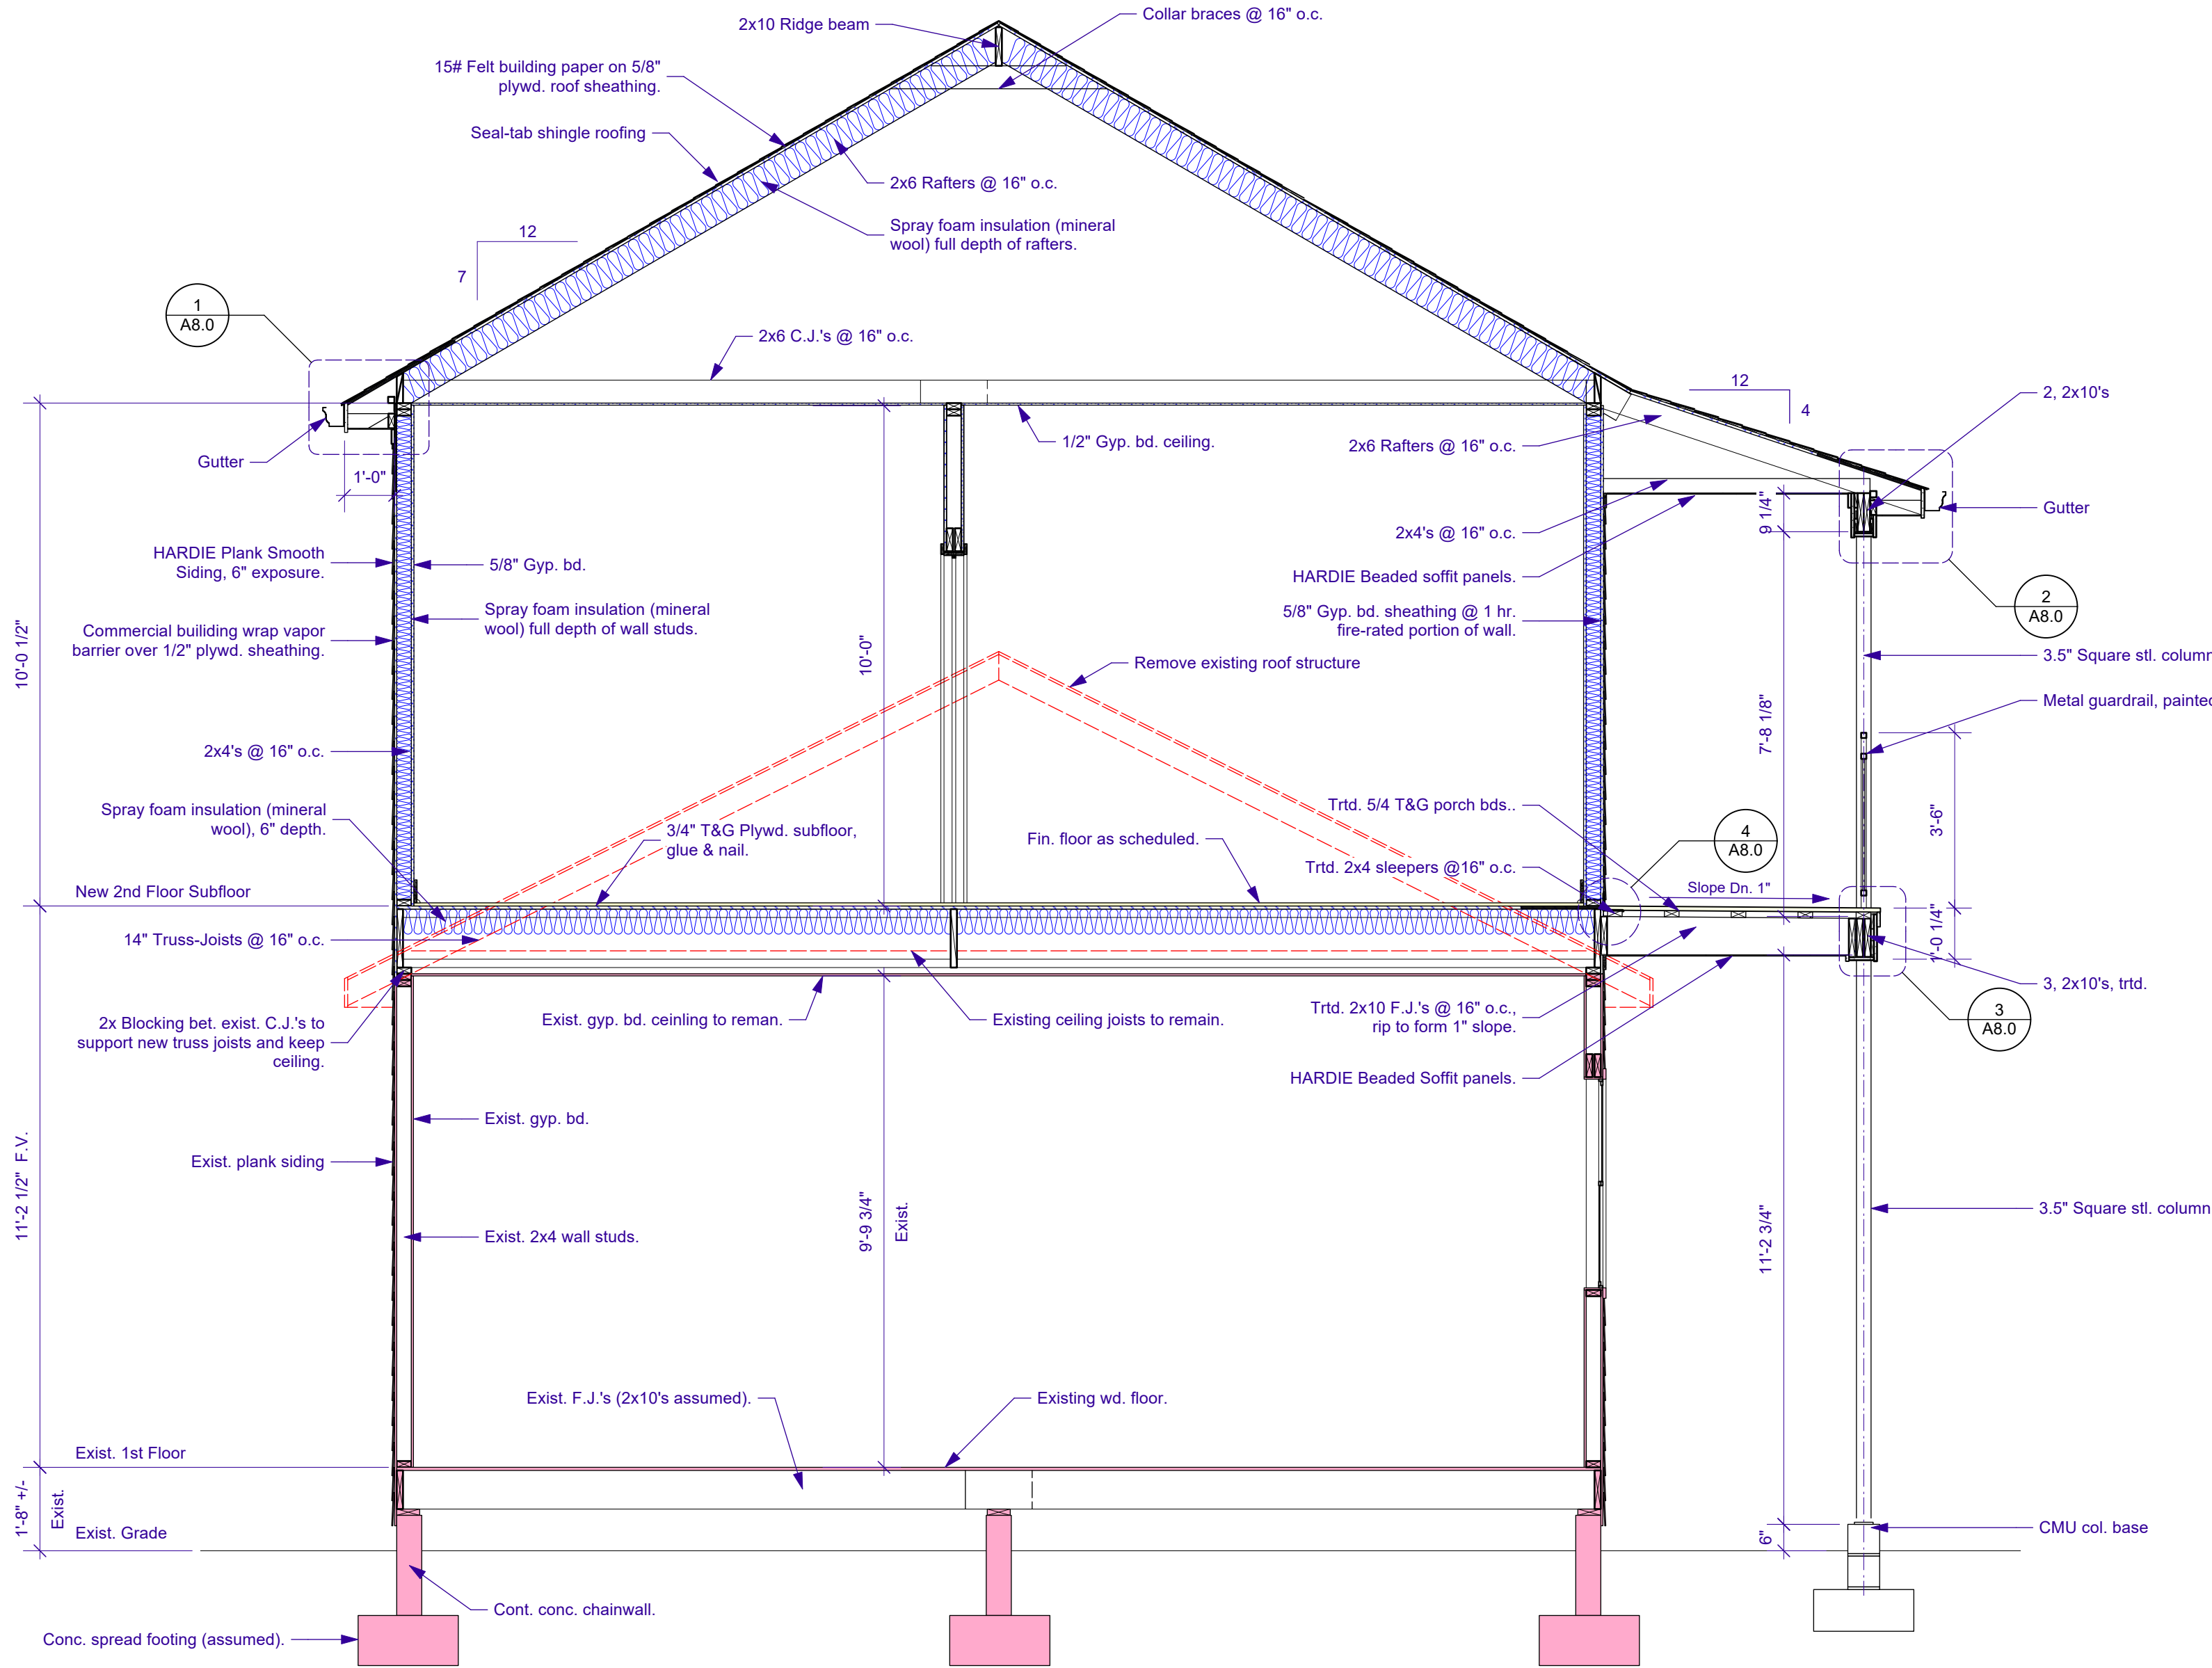 Collar braces @ 16" o.c.
2x10 Ridge beam
15# Felt building paper on 5/8"
plywd. roof sheathing.
Seal-tab shingle roofing
2x6 Rafters @ 16" o.c.
Spray foam insulation (mineral
wool) full depth of rafters.
12
7
1
A8.0
2x6 C.J.'s @ 16" o.c.
12
4
2, 2x10's
1/2" Gyp. bd. ceiling.
2x6 Rafters @ 16" o.c.
Gutter
1'-0"
9 1/4"
Gutter
2x4's @ 16" o.c.
HARDIE Plank Smooth
Siding, 6" exposure.
5/8" Gyp. bd.
HARDIE Beaded soffit panels.
2
A8.0
Spray foam insulation (mineral
wool) full depth of wall studs.
5/8" Gyp. bd. sheathing @ 1 hr.
fire-rated portion of wall.
Commercial builiding wrap vapor
barrier over 1/2" plywd. sheathing.
10'-0 1/2"
10'-0"
Remove existing roof structure
3.5" Square stl. column
Metal guardrail, painted
7'-8 1/8"
2x4's @ 16" o.c.
Spray foam insulation (mineral
wool), 6" depth.
3/4" T&G Plywd. subfloor,
glue & nail.
Fin. floor as scheduled.
Trtd. 5/4 T&G porch bds..
4
A8.0
3'-6"
Trtd. 2x4 sleepers @16" o.c.
Slope Dn. 1"
New 2nd Floor Subfloor
14" Truss-Joists @ 16" o.c.
1'-0 1/4"
3, 2x10's, trtd.
2x Blocking bet. exist. C.J.'s to
support new truss joists and keep
ceiling.
Exist. gyp. bd. ceinling to reman.
Existing ceiling joists to remain.
Trtd. 2x10 F.J.'s @ 16" o.c.,
rip to form 1" slope.
3
A8.0
HARDIE Beaded Soffit panels.
Exist. gyp. bd.
Exist. plank siding
11'-2 1/2" F.V.
9'-9 3/4"
Exist.
11'-2 3/4"
3.5" Square stl. column
Exist. 2x4 wall studs.
Exist. F.J.'s (2x10's assumed).
Existing wd. floor.
Exist. 1st Floor
1'-8" +/-
Exist.
Exist. Grade
6"
CMU col. base
Cont. conc. chainwall.
Conc. spread footing (assumed).